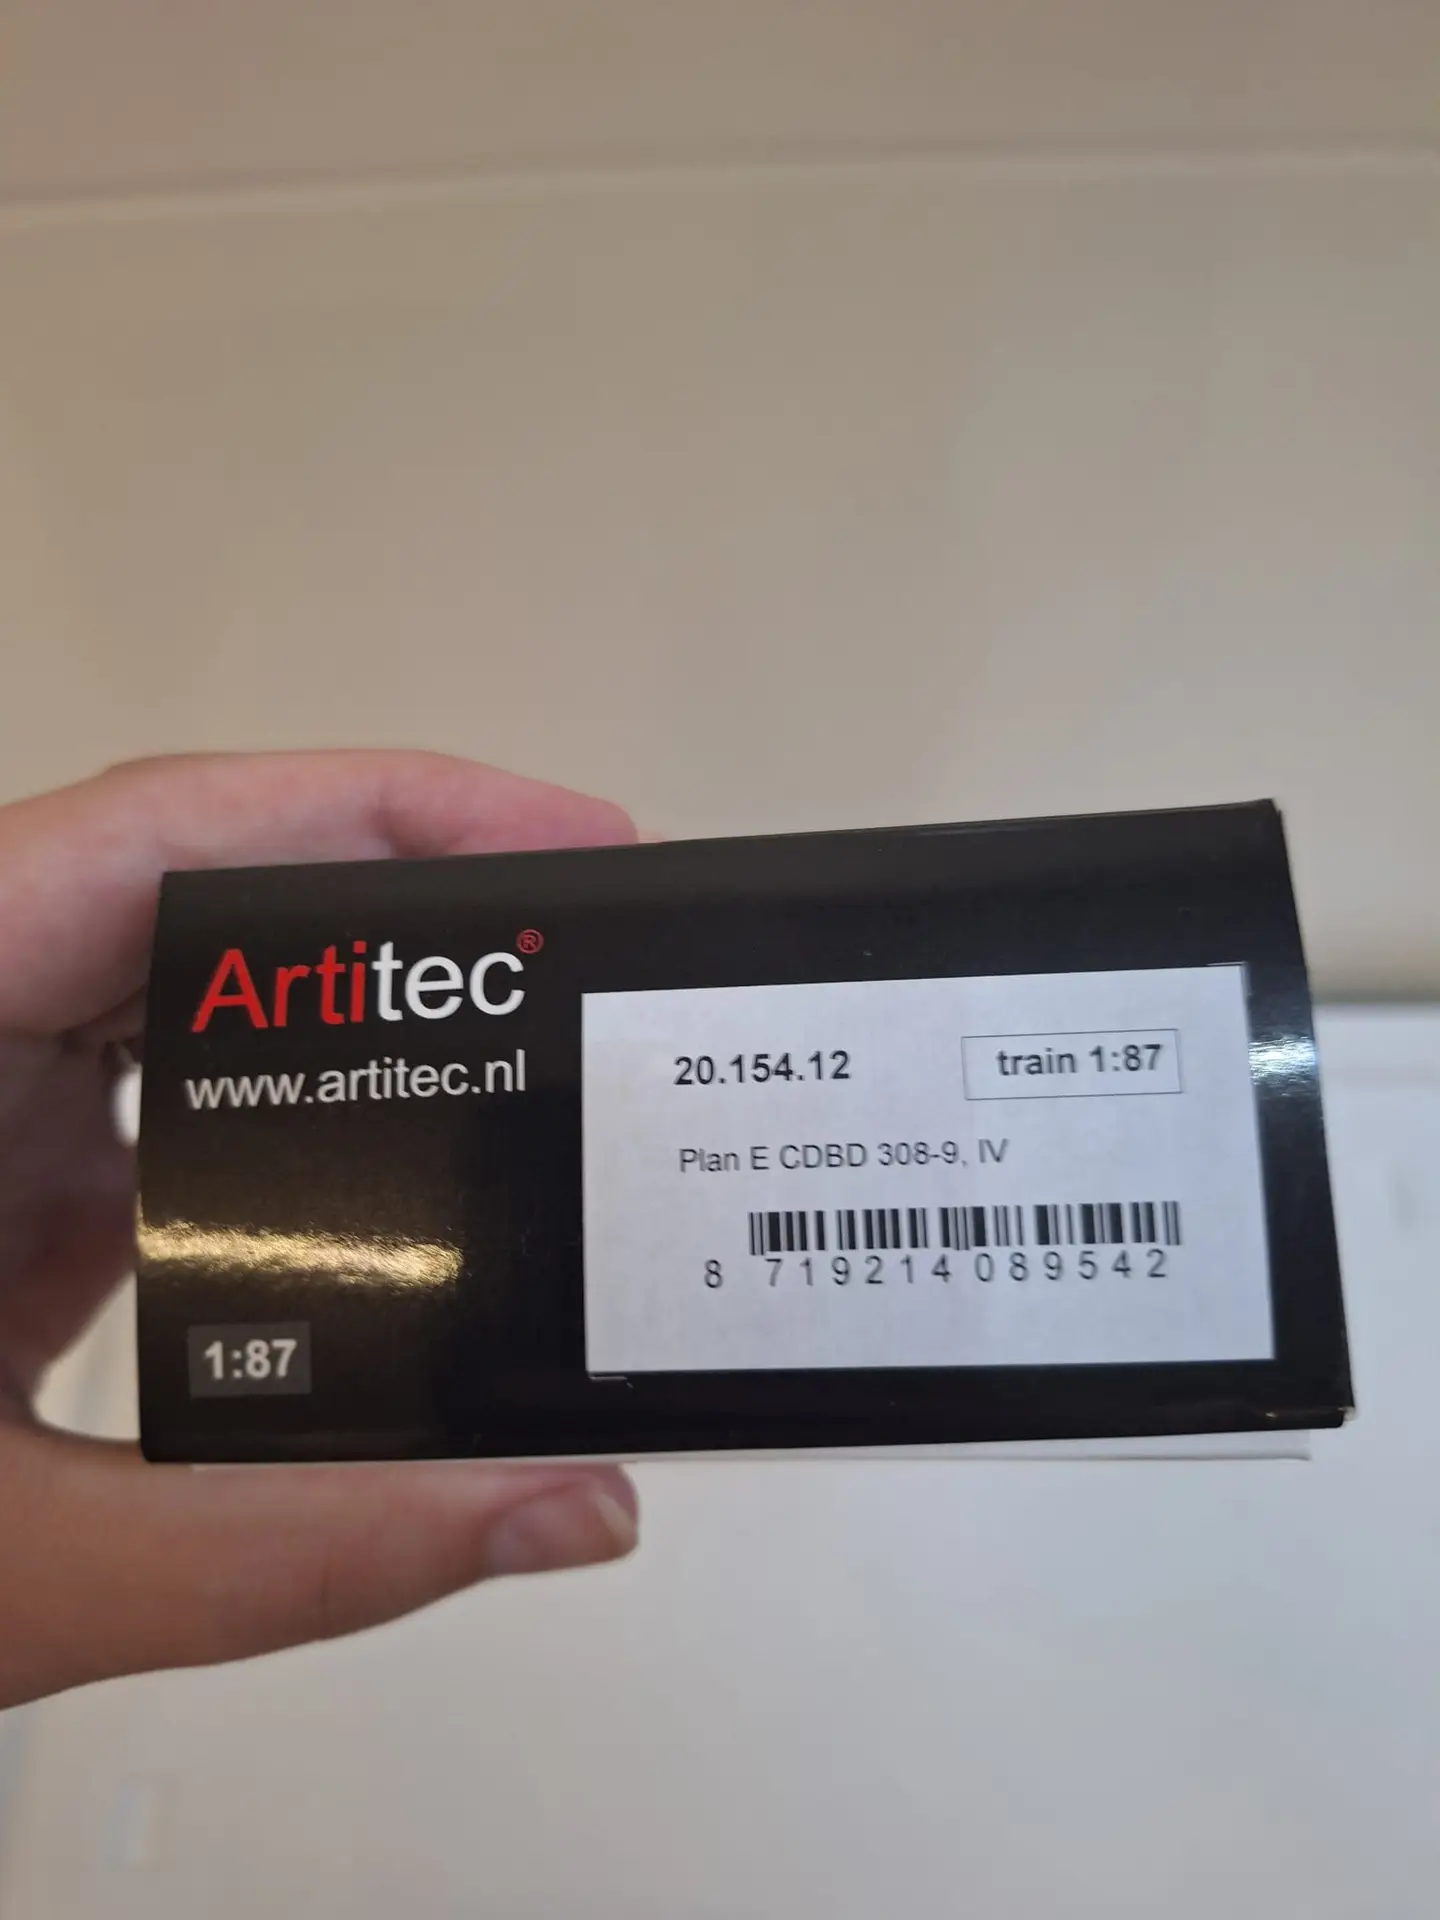 Artitec®
www.artitec.nl
1:87
20.154.12
train 1:87
Plan E CDBD 308-9, IV
8 719214 089542